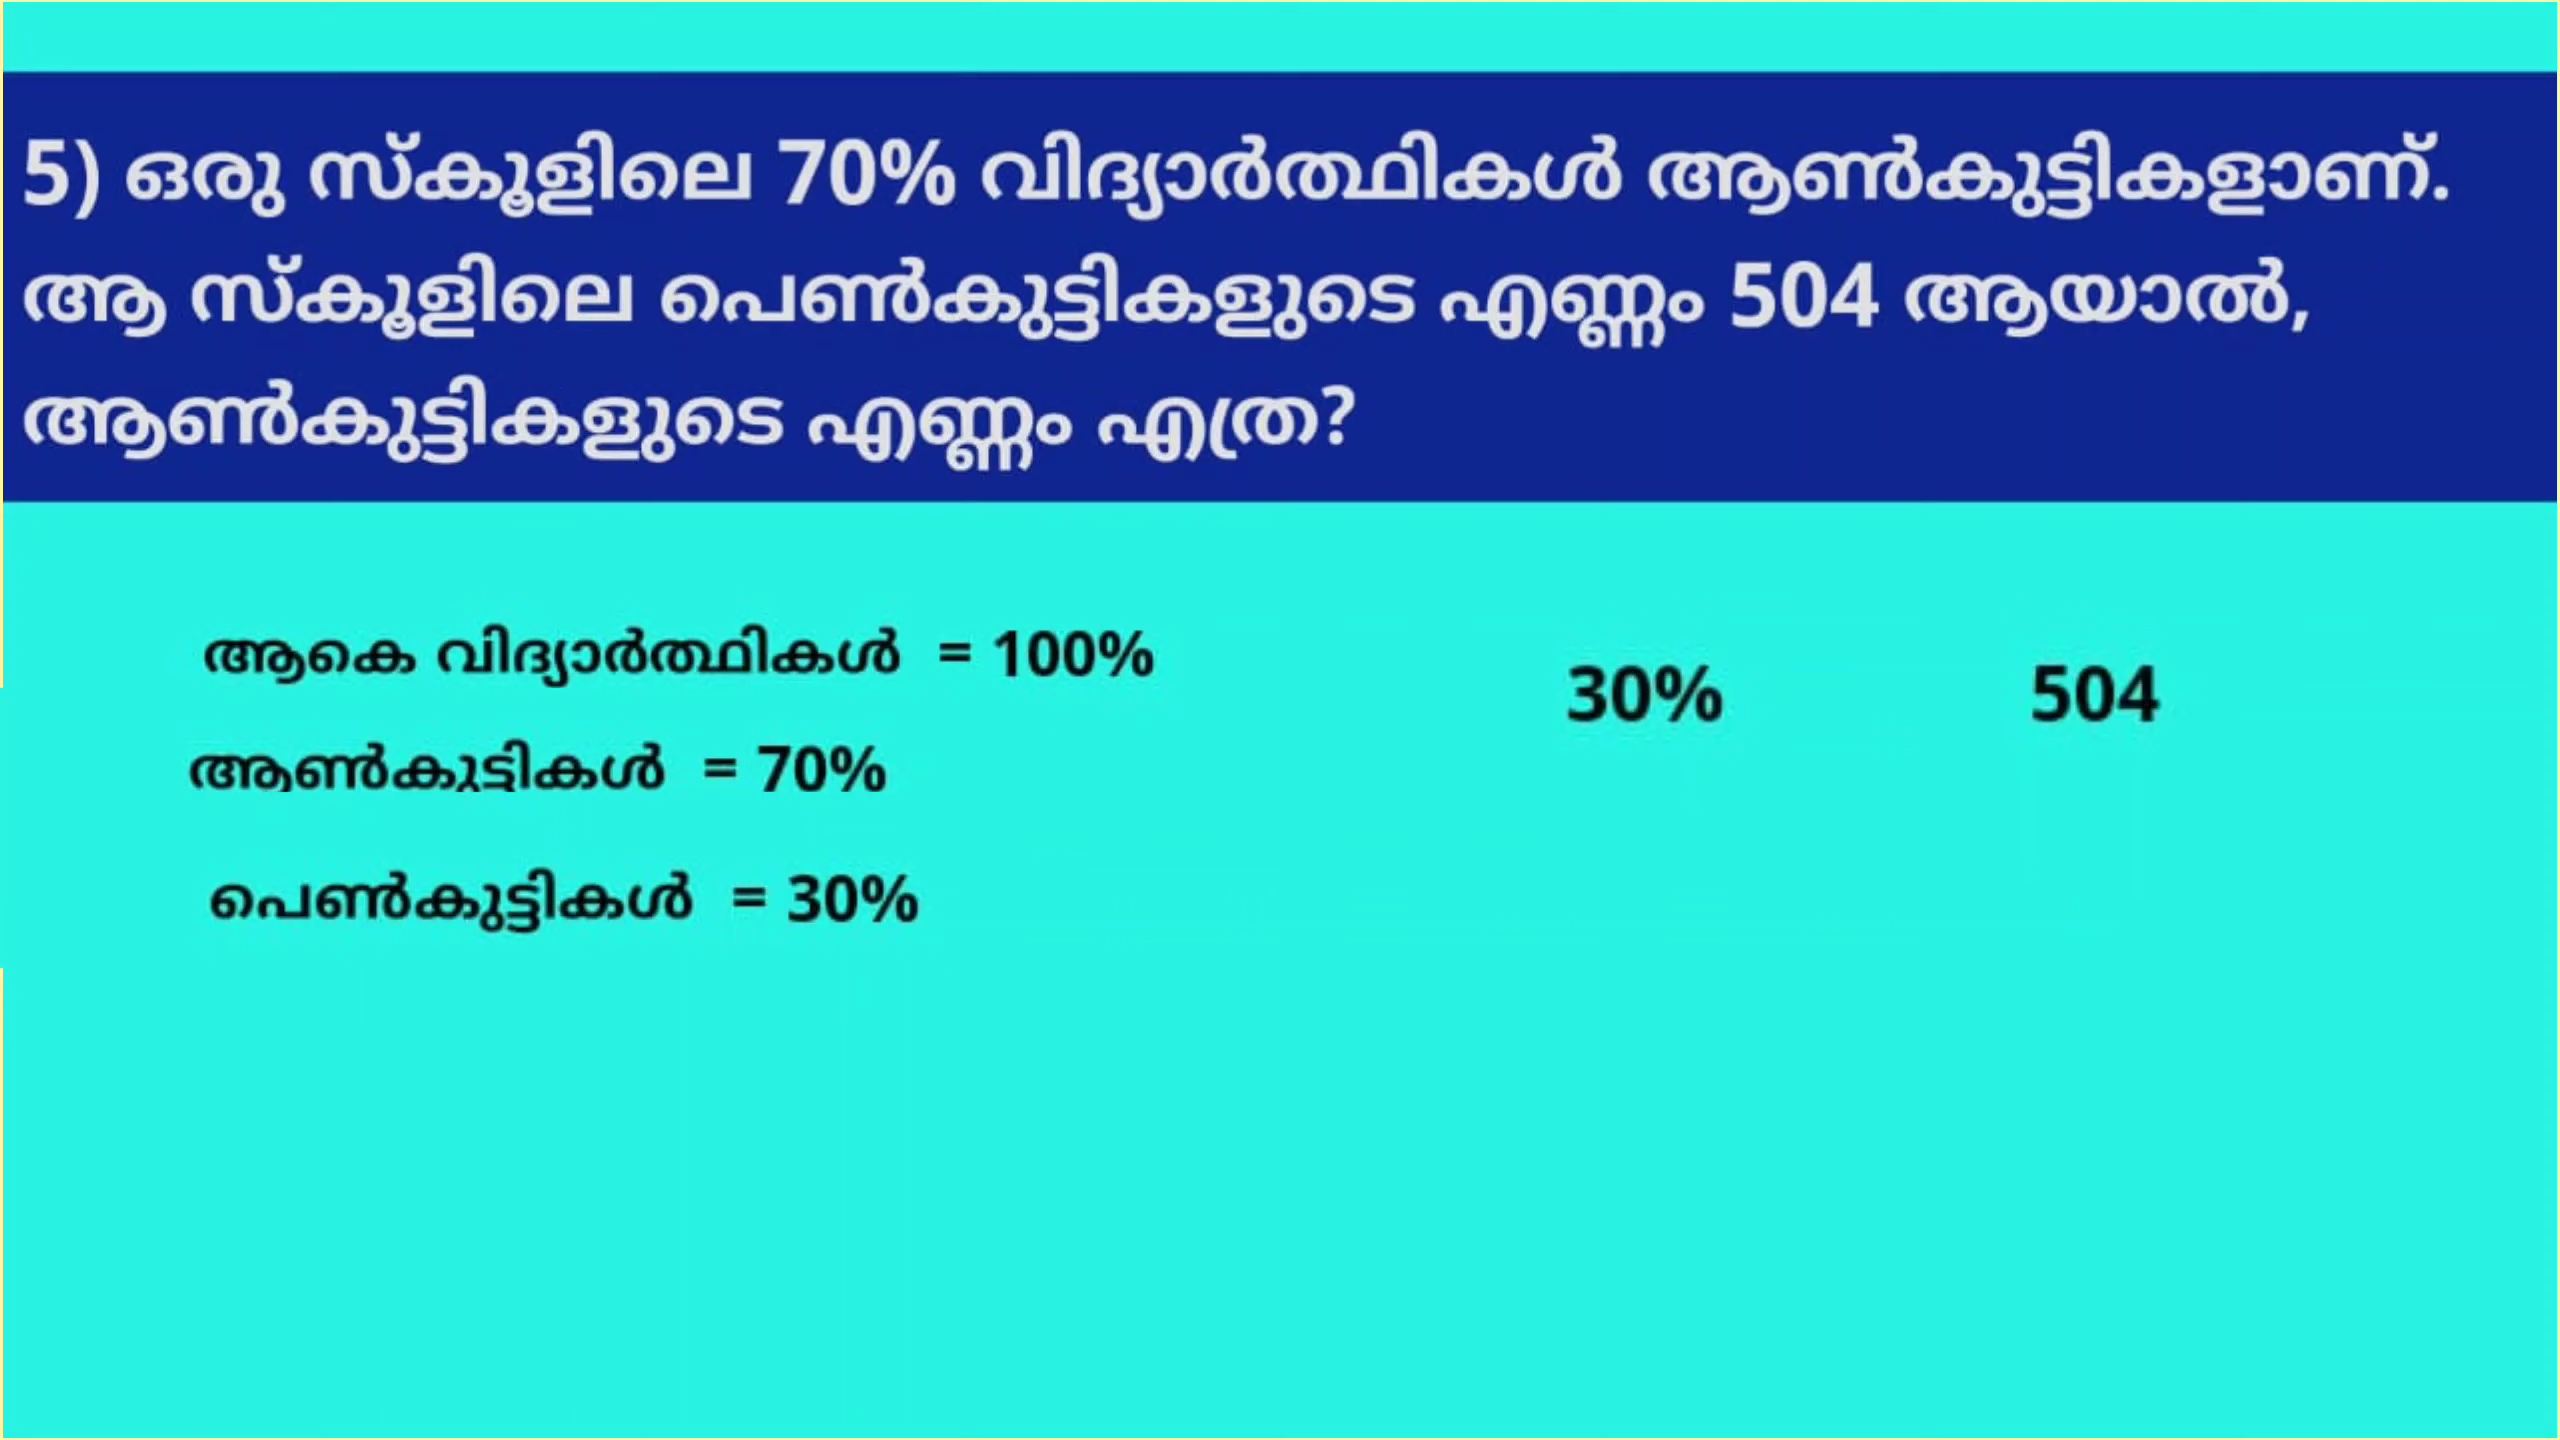 5) ഒരു സ്കൂളിലെ 70% വിദ്യാർത്ഥികൾ ആൺകുട്ടികളാണ്.
ആ സ്കൂളിലെ പെൺകുട്ടികളുടെ എണ്ണം 504 ആയാൽ,
ആൺകുട്ടികളുടെ എണ്ണം എത്ര?
ആകെ വിദ്യാർത്ഥികൾ = 100%
30% 504
ആൺകുട്ടികൾ = 70%
പെൺകുട്ടികൾ = 30%